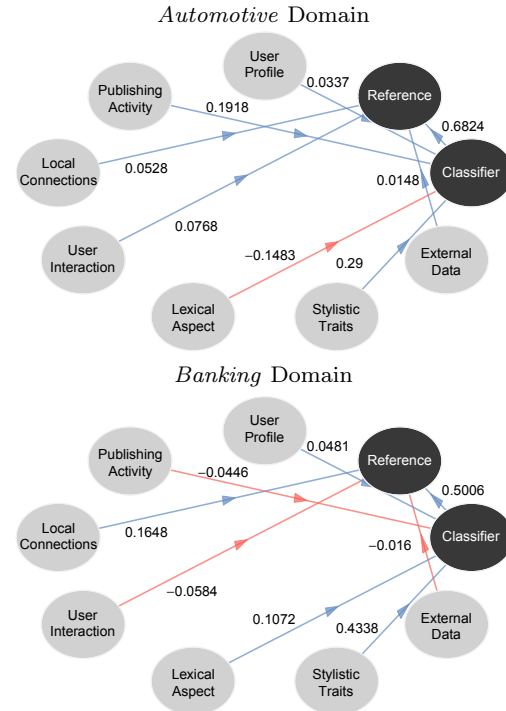 Automotive Domain
User
Profile
0.0337
Reference
Publishing
Activity
0.1918
0.6824
Local
Connections
0.0528
Classifier
0.0148
User
Interaction
0.0768
−0.1483
External
Data
0.29
Lexical
Aspect
Stylistic
Traits
Banking Domain
User
Profile
0.0481
Reference
Publishing
Activity
−0.0446
0.5006
Local
Connections
0.1648
Classifier
−0.016
User
Interaction
−0.0584
0.1072
0.4338
External
Data
Lexical
Aspect
Stylistic
Traits